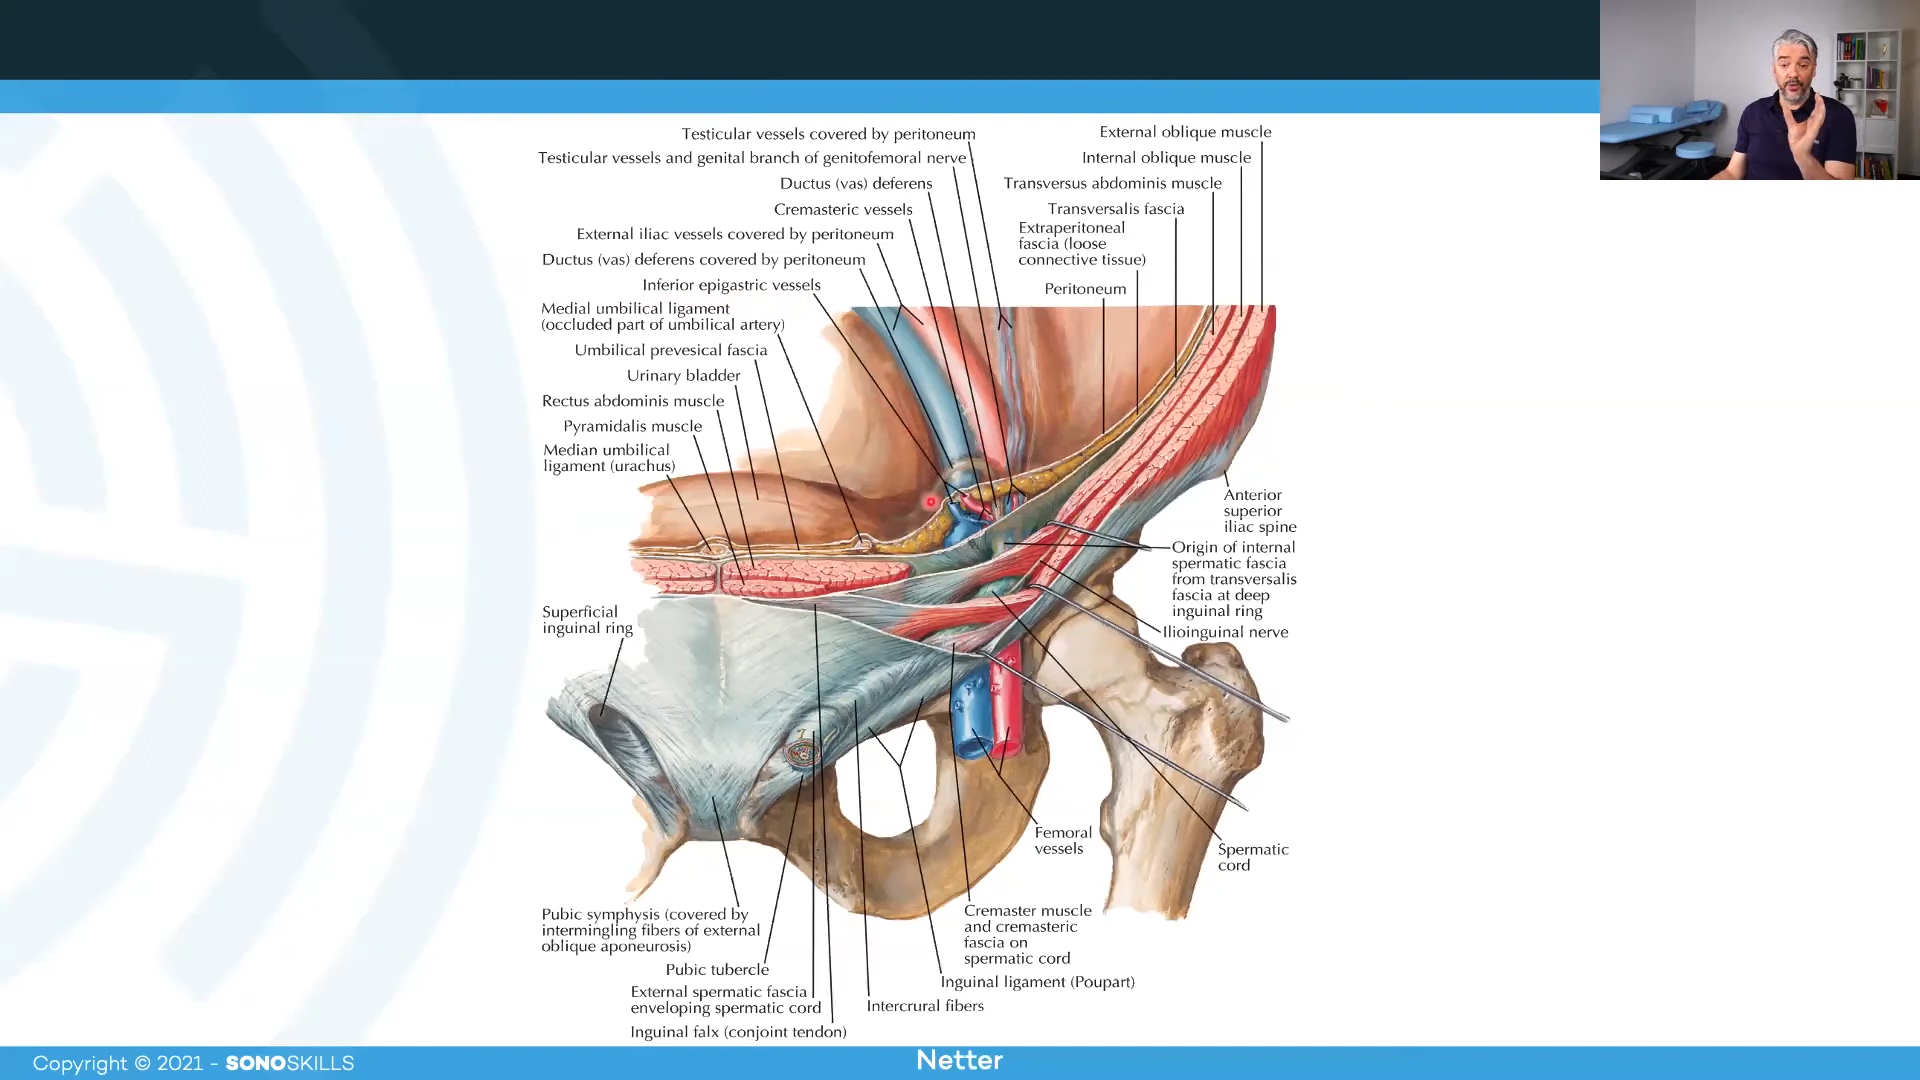 Testicular vessels covered by peritoneum
Testicular vessels and genital branch of genitofemoral nerve
Ductus (vas) deferens
Cremasteric vessels
External iliac vessels covered by peritoneum
Ductus (vas) deferens covered by peritoneum
Inferior epigastric vessels
Medial umbilical ligament
(occluded part of umbilical artery)
Umbilical prevesical fascia
Urinary bladder
Rectus abdominis muscle
Pyramidalis muscle
Median umbilical
ligament (urachus)
Superficial
inguinal ring
External oblique muscle
Internal oblique muscle
Transversus abdominis muscle
Transversalis fascia
Extraperitoneal
fascia (loose
connective tissue)
Peritoneum
Anterior
superior
iliac spine
Origin of internal
spermatic fascia
from transversalis
fascia at deep
inguinal ring
Ilioinguinal nerve
Femoral
vessels
Spermatic
cord
Pubic symphysis (covered by
intermingling fibers of external
oblique aponeurosis)
Pubic tubercle
External spermatic fascia
enveloping spermatic cord
Inguinal falx (conjoint tendon)
Cremaster muscle
and cremasteric
fascia on
spermatic cord
Inguinal ligament (Poupart)
Intercrural fibers
Copyright © 2021 - SONOSKILLS
Netter